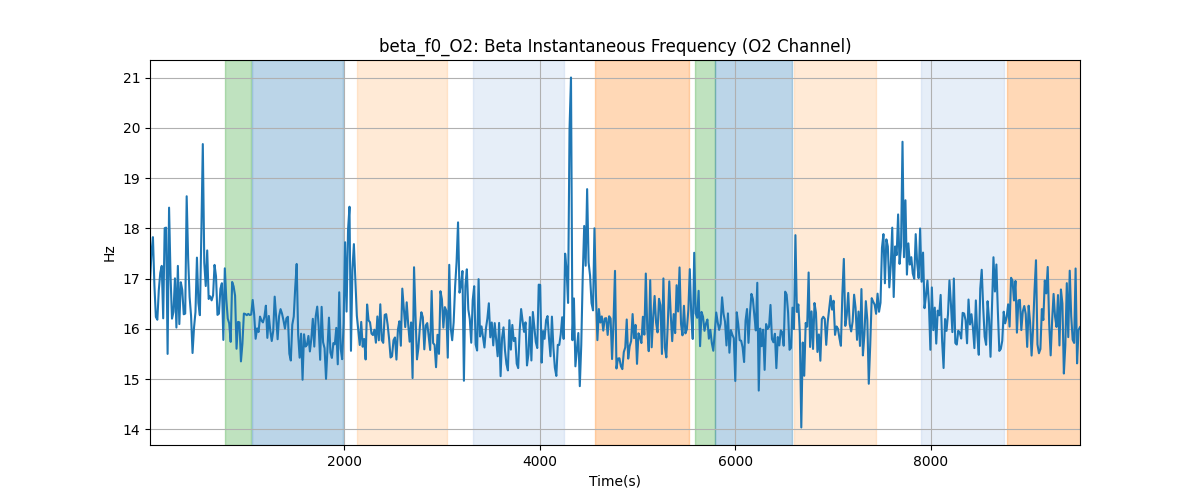 beta_f0_O2: Beta Instantaneous Frequency (O2 Channel)
21
20
19
18
17
16
15
14
Hz
2000 4000 6000 8000
Time(s)